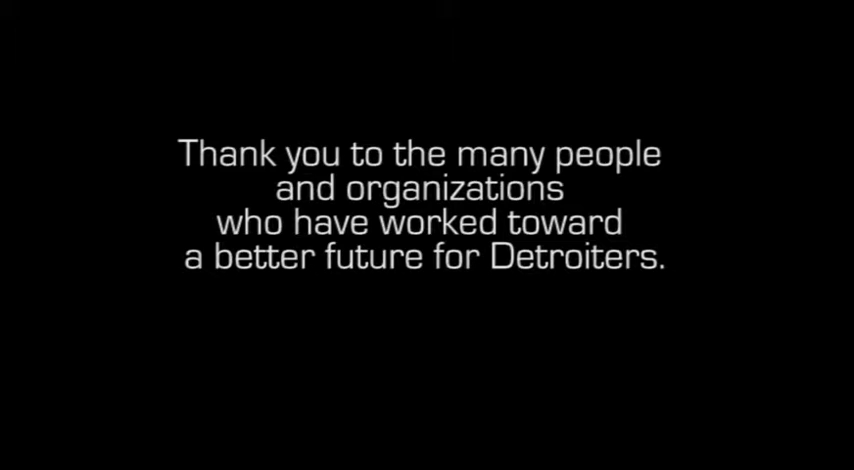 Thank you to the many people
and organizations
who have worked toward
a better future for Detroiters.